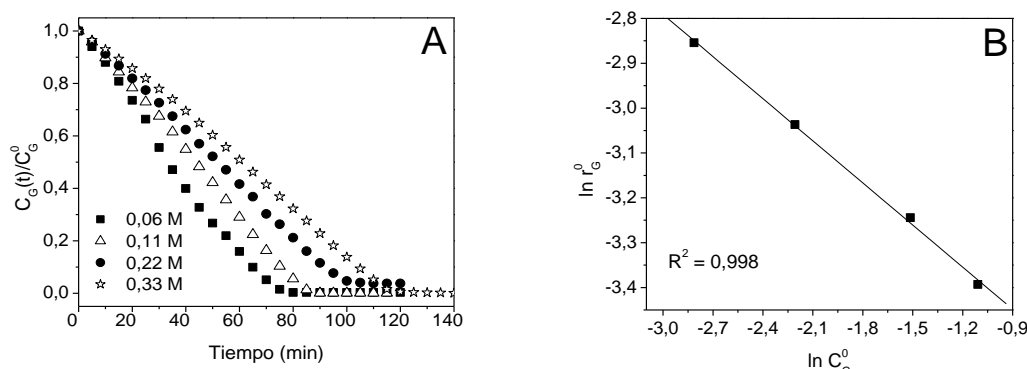 A
1,0
0,8
0,6
0,4
0,2
0,0
C_G(t)/C_G^0
0,06 M
0,11 M
0,22 M
0,33 M
0 20 40 60 80 100 120 140
Tiempo (min)
B
-2,8
-2,9
-3,0
-3,1
-3,2
-3,3
-3,4
ln r_G^0
R² = 0,998
-3,0 -2,7 -2,4 -2,1 -1,8 -1,5 -1,2 -0,9
ln C_G^0